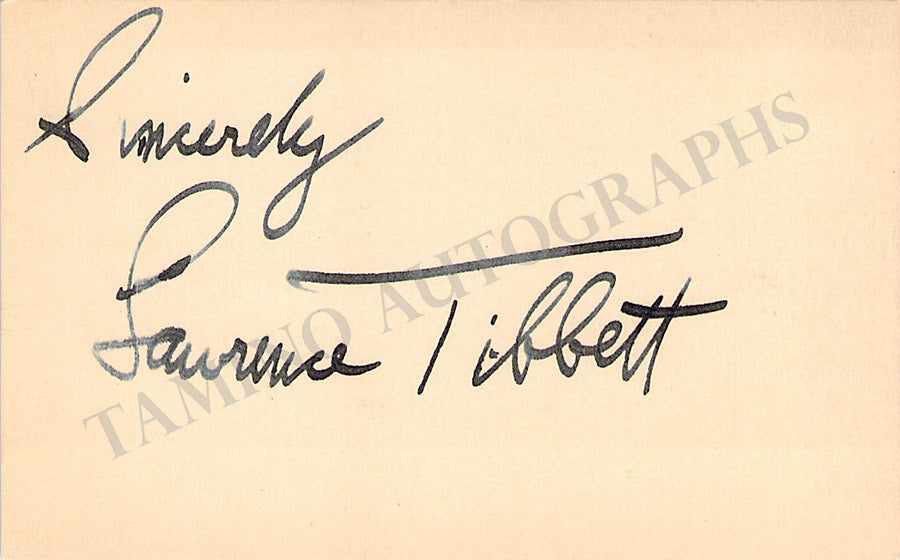 Sincerely
Lawrence Tibbett
TAMINO AUTOGRAPHS